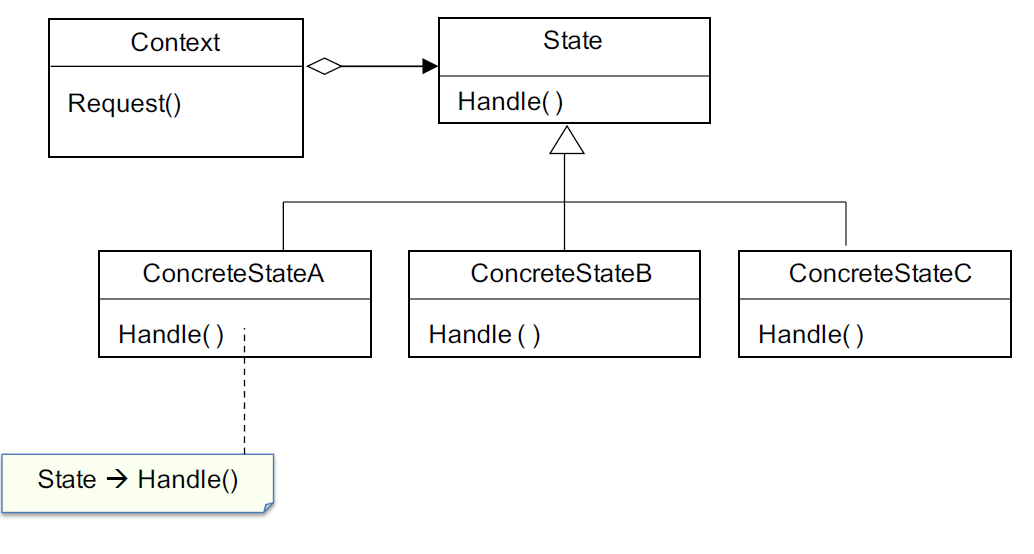 Context
State
Request()
Handle( )
ConcreteStateA
ConcreteStateB
ConcreteStateC
Handle( )
Handle ( )
Handle( )
State → Handle()